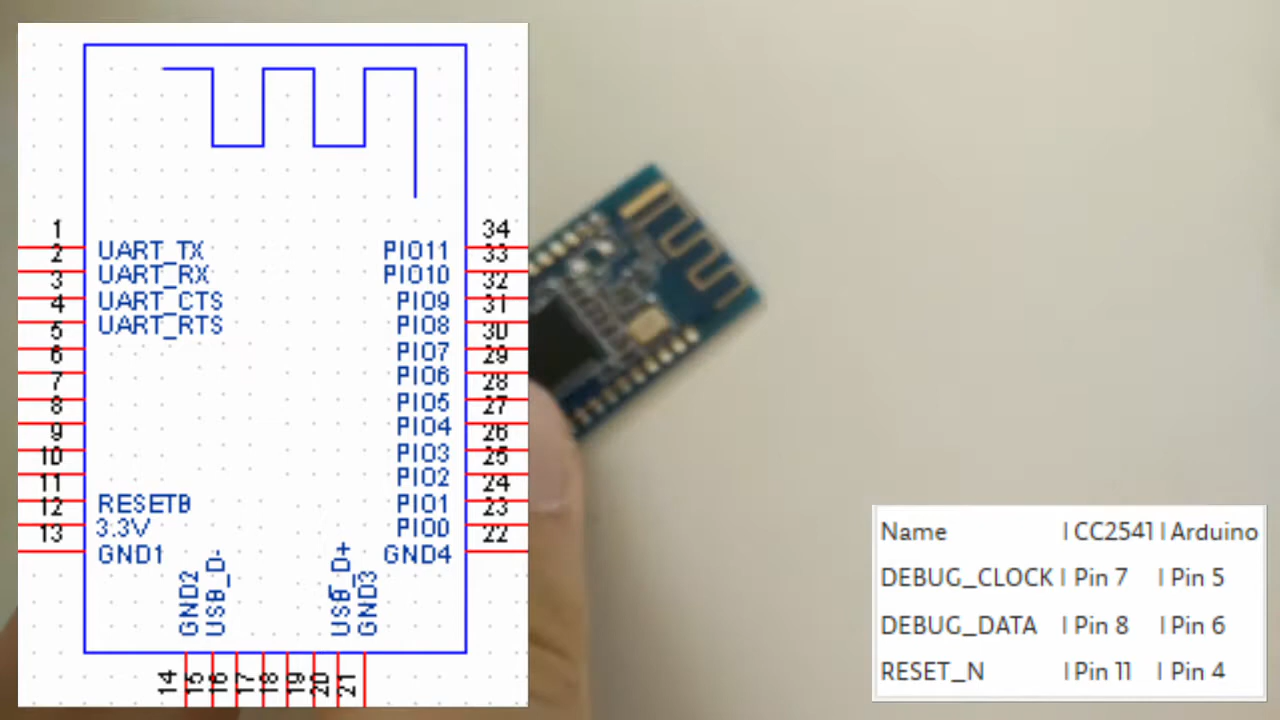 1 34
2 UART_TX PIO11 33
3 UART_RX PIO10 32
4 UART_CTS PIO9 31
5 UART_RTS PIO8 30
6 PIO7 29
7 PIO6 28
8 PIO5 27
9 PIO4 26
10 PIO3 25
11 PIO2 24
12 RESETB PIO1 23
13 3.3V PIO0 22
GND1 GND4
GND2
USB_D-
USB_D+
GND3
14 15 16 17 18 19 20 21
Name | CC2541 | Arduino
DEBUG_CLOCK | Pin 7 | Pin 5
DEBUG_DATA | Pin 8 | Pin 6
RESET_N | Pin 11 | Pin 4